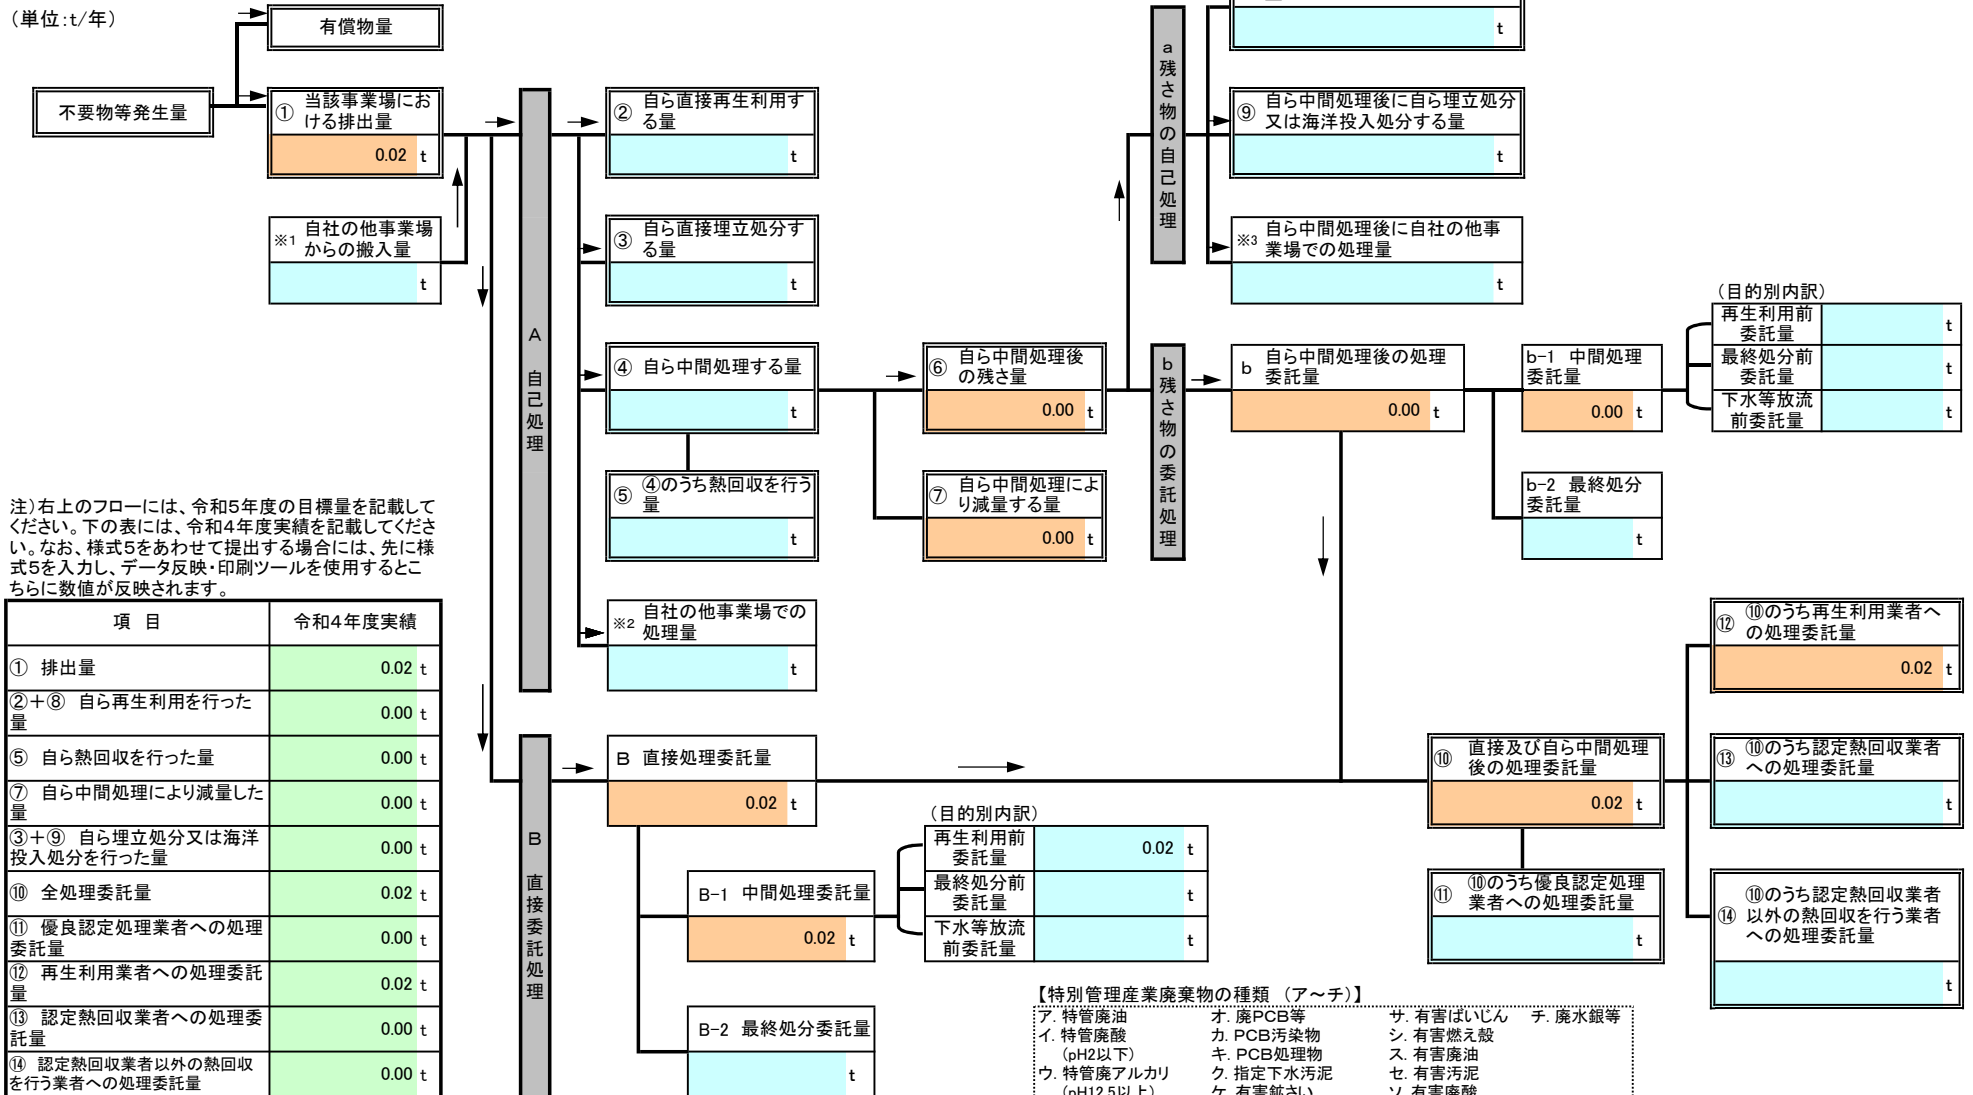 （単位：t/年）
有償物量
不要物等発生量
① 当該事業場にお
ける排出量
0.02 t
※1 自社の他事業場
からの搬入量
t
A 自己処理
② 自ら直接再生利用す
る量
t
③ 自ら直接埋立処分す
る量
t
④ 自ら中間処理する量
t
⑤ ④のうち熱回収を行う
量
t
※2 自社の他事業場での
処理量
t
⑥ 自ら中間処理後
の残さ量
0.00 t
⑦ 自ら中間処理によ
り減量する量
0.00 t
a 残さ物の自己処理
t
⑨ 自ら中間処理後に自ら埋立処分
又は海洋投入処分する量
t
※3 自ら中間処理後に自社の他事
業場での処理量
t
b 残さ物の委託処理
b 自ら中間処理後の処理
委託量
0.00 t
b-1 中間処理
委託量
0.00 t
b-2 最終処分
委託量
t
（目的別内訳）
再生利用前
委託量
t
最終処分前
委託量
t
下水等放流
前委託量
t
注）右上のフローには、令和5年度の目標量を記載して
ください。下の表には、令和4年度実績を記載してくださ
い。なお、様式5をあわせて提出する場合には、先に様
式5を入力し、データ反映・印刷ツールを使用するとこ
ちらに数値が反映されます。
項 目 令和4年度実績
① 排出量 0.02 t
②＋⑧ 自ら再生利用を行った
量 0.00 t
⑤ 自ら熱回収を行った量 0.00 t
⑦ 自ら中間処理により減量した
量 0.00 t
③＋⑨ 自ら埋立処分又は海洋
投入処分を行った量 0.00 t
⑩ 全処理委託量 0.02 t
⑪ 優良認定処理業者への処理
委託量 0.00 t
⑫ 再生利用業者への処理委託
量 0.02 t
⑬ 認定熱回収業者への処理委
託量 0.00 t
⑭ 認定熱回収業者以外の熱回収
を行う業者への処理委託量 0.00 t
B 直接委託処理
B 直接処理委託量
0.02 t
B-1 中間処理委託量
0.02 t
B-2 最終処分委託量
t
（目的別内訳）
再生利用前
委託量
0.02 t
最終処分前
委託量
t
下水等放流
前委託量
t
⑩ 直接及び自ら中間処理
後の処理委託量
0.02 t
⑪ ⑩のうち優良認定処理
業者への処理委託量
t
⑫ ⑩のうち再生利用業者へ
の処理委託量
0.02 t
⑬ ⑩のうち認定熱回収業者
への処理委託量
t
⑭ ⑩のうち認定熱回収業者
以外の熱回収を行う業者
への処理委託量
t
【特別管理産業廃棄物の種類 （ア～チ）】
ア. 特管廃油 オ. 廃PCB等 サ. 有害ばいじん チ. 廃水銀等
イ. 特管廃酸 カ. PCB汚染物 シ. 有害燃え殻
（pH2以下） キ. PCB処理物 ス. 有害廃油
ウ. 特管廃アルカリ ク. 指定下水汚泥 セ. 有害汚泥
（pH12.5以上） ケ. 有害鉱さい ソ. 有害廃酸